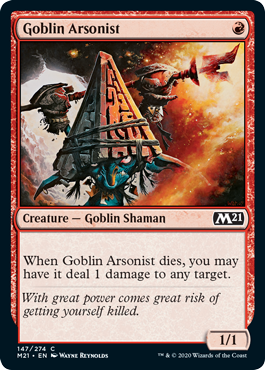 Goblin Arsonist
Creature — Goblin Shaman
M21
When Goblin Arsonist dies, you may
have it deal 1 damage to any target.
With great power comes great risk of
getting yourself killed.
1/1
147/274 C
M21 • EN WAYNE REYNOLDS
™ & © 2020 Wizards of the Coast